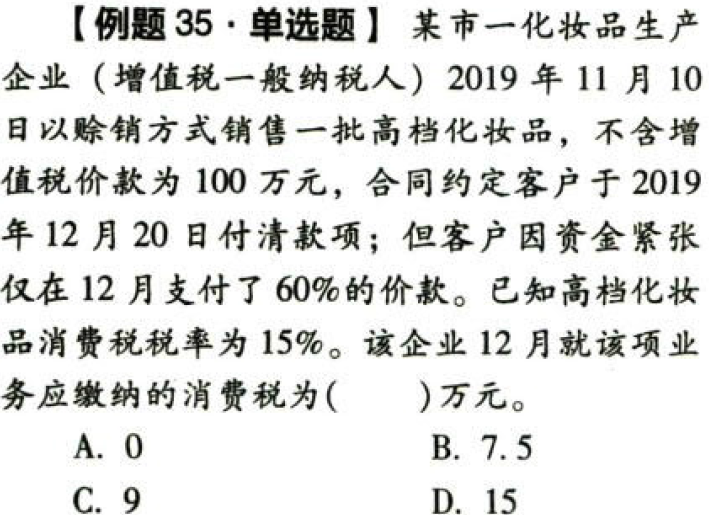 【例题 35·单选题】 某市一化妆品生产
企业（增值税一般纳税人）2019 年 11 月 10
日以赊销方式销售一批高档化妆品，不含增
值税价款为 100 万元，合同约定客户于 2019
年 12 月 20 日付清款项；但客户因资金紧张
仅在 12 月支付了 60%的价款。已知高档化妆
品消费税税率为 15%。该企业 12 月就该项业
务应缴纳的消费税为(　　)万元。
A. 0　　B. 7.5
C. 9　　D. 15